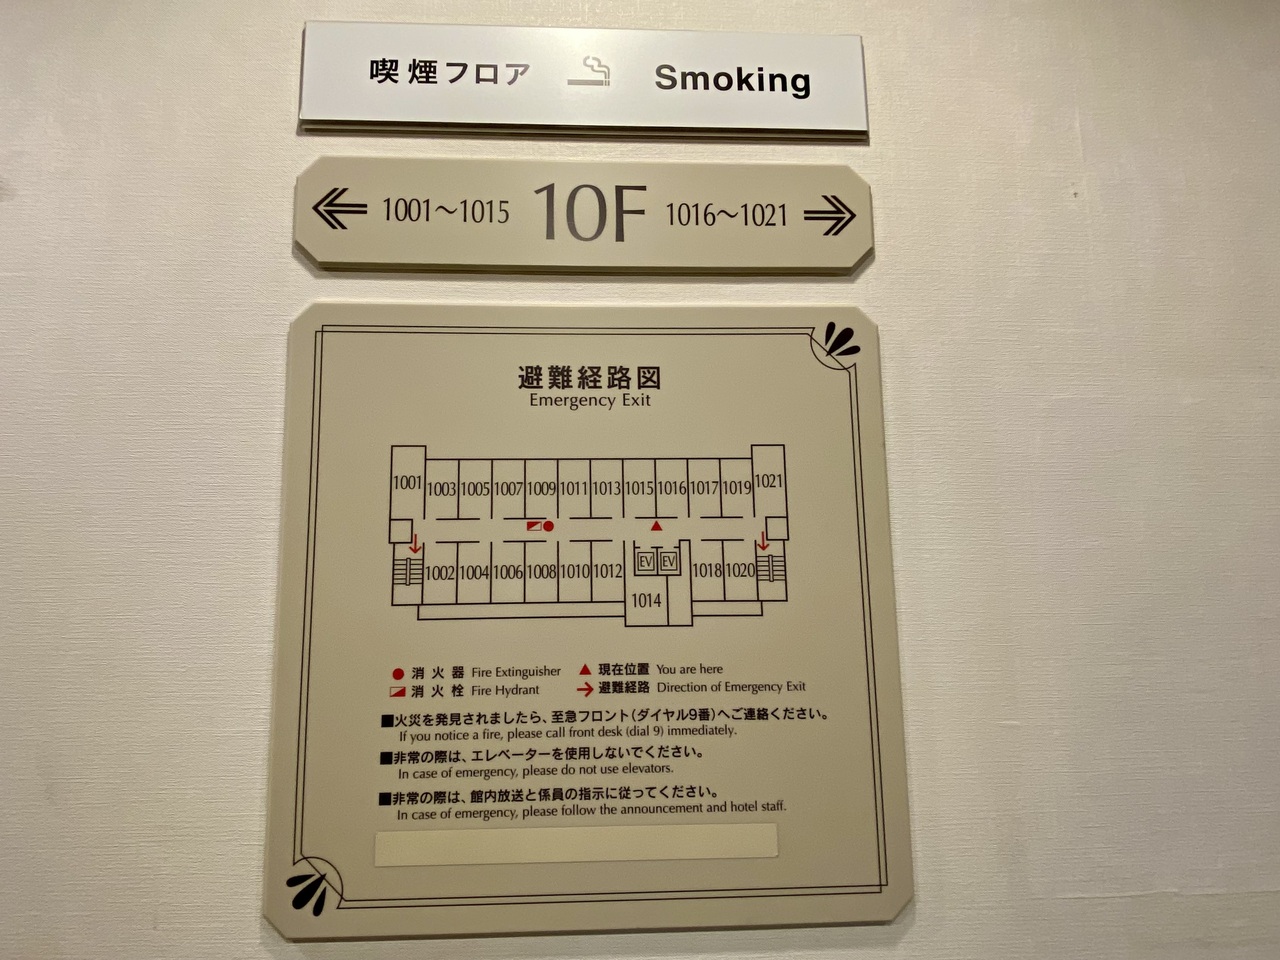 喫煙フロア Smoking
1001～1015 10F 1016～1021
避難経路図
Emergency Exit
1001 1003 1005 1007 1009 1011 1013 1015 1016 1017 1019 1021
1002 1004 1006 1008 1010 1012 EV EV 1018 1020
1014
消火器 Fire Extinguisher 現在位置 You are here
消火栓 Fire Hydrant 避難経路 Direction of Emergency Exit
■火災を発見されましたら、至急フロント(ダイヤル9番)へご連絡ください。
If you notice a fire, please call front desk (dial 9) immediately.
■非常の際は、エレベーターを使用しないでください。
In case of emergency, please do not use elevators.
■非常の際は、館内放送と係員の指示に従ってください。
In case of emergency, please follow the announcement and hotel staff.